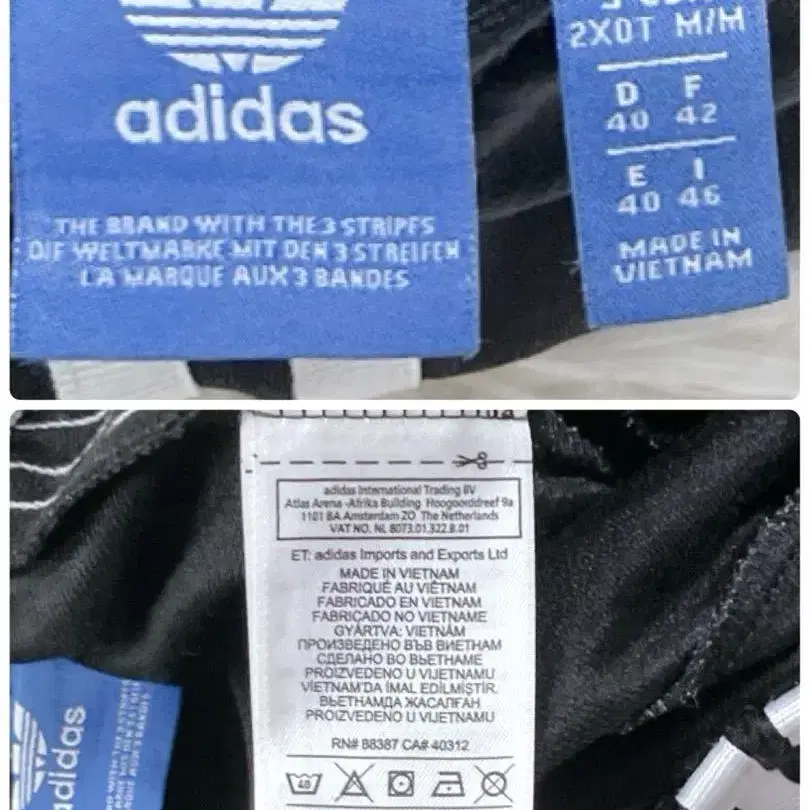 adidas
THE BRAND WITH THE 3 STRIPES
DIE WELTMARKE MIT DEN 3 STREIFEN
LA MARQUE AUX 3 BANDES
2XOT M/M
D F
40 42
E I
40 46
MADE IN
VIETNAM
adidas International Trading BV
Atlas Arena -Afrika Building Hoogoorddreef 9a
1101 BA Amsterdam ZO The Netherlands
VAT NO. NL 8073.01.322.B.01
ET: adidas Imports and Exports Ltd
MADE IN VIETNAM
FABRIQUÉ AU VIÊTNAM
FABRICADO EN VIETNAM
FABRICADO NO VIETNAME
GYÁRTVA: VIETNÁM
ПРОИЗВЕДЕНО ВЪВ ВИЕТНАМ
СДЕЛАНО ВО ВЬЕТНАМЕ
PROIZVEDENO U VIJETNAMU
VİETNAM'DA İMAL EDİLMİŞTİR.
ВЬЕТНАМДА ЖАСАЛҒАН
PROIZVEDENO U VIJETNAMU
RN# 88387 CA# 40312
40
adidas